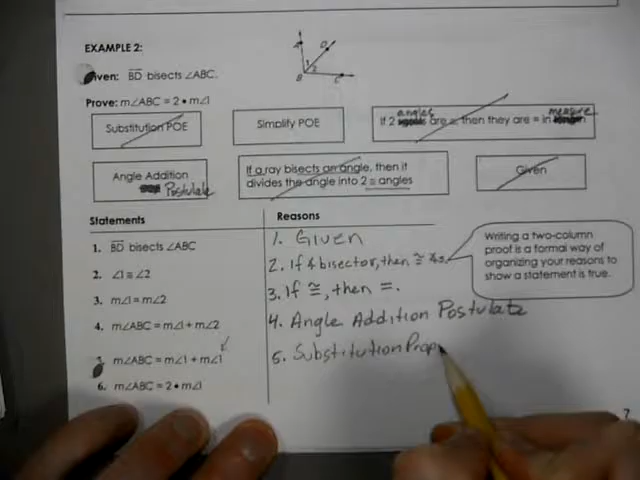 EXAMPLE 2:
A
D
1
2
B
C
Given: BD bisects ∠ABC.
Prove: m∠ABC = 2 • m∠1
Substitution POE
Simplify POE
If 2 angles are ≅, then they are = in measure
Angle Addition
Postulate
If a ray bisects an angle, then it
divides the angle into 2 ≅ angles
Given
Statements
Reasons
1. BD bisects ∠ABC
1. Given
2. ∠1 ≅ ∠2
2. If ∡ bisector, then ≅ ∡s
3. m∠1 = m∠2
3. If ≅, then =.
4. m∠ABC = m∠1 + m∠2
4. Angle Addition Postulate
m∠ABC = m∠1 + m∠1
5. Substitution Prop
6. m∠ABC = 2 • m∠1
Writing a two-column
proof is a formal way of
organizing your reasons to
show a statement is true.
7